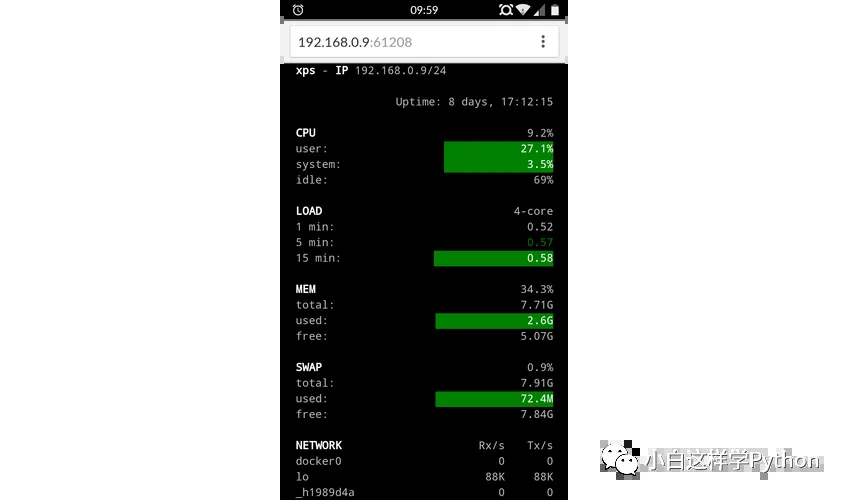 09:59
192.168.0.9:61208
xps - IP 192.168.0.9/24
Uptime: 8 days, 17:12:15
CPU 9.2%
user: 27.1%
system: 3.5%
idle: 69%
LOAD 4-core
1 min: 0.52
5 min: 0.57
15 min: 0.58
MEM 34.3%
total: 7.71G
used: 2.6G
free: 5.07G
SWAP 0.9%
total: 7.91G
used: 72.4M
free: 7.84G
NETWORK Rx/s Tx/s
docker0 0 0
lo 88K 88K
_h1989d4a 0 0
小白这样学Python